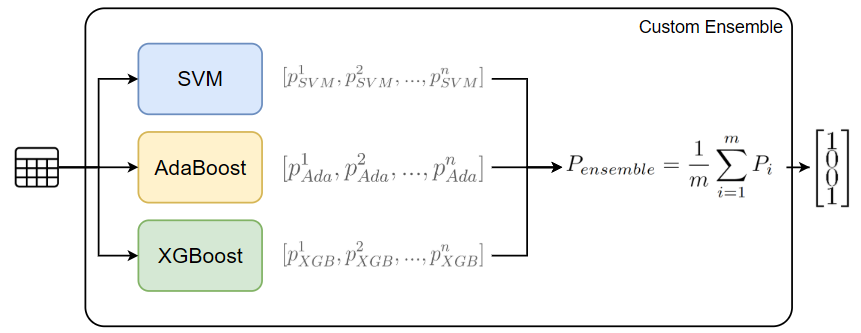 Custom Ensemble
SVM
[p^1_{SVM}, p^2_{SVM}, ..., p^n_{SVM}]
AdaBoost
[p^1_{Ada}, p^2_{Ada}, ..., p^n_{Ada}]
P_{ensemble} = \frac{1}{m} \sum_{i=1}^{m} P_i
XGBoost
[p^1_{XGB}, p^2_{XGB}, ..., p^n_{XGB}]
1
0
0
1